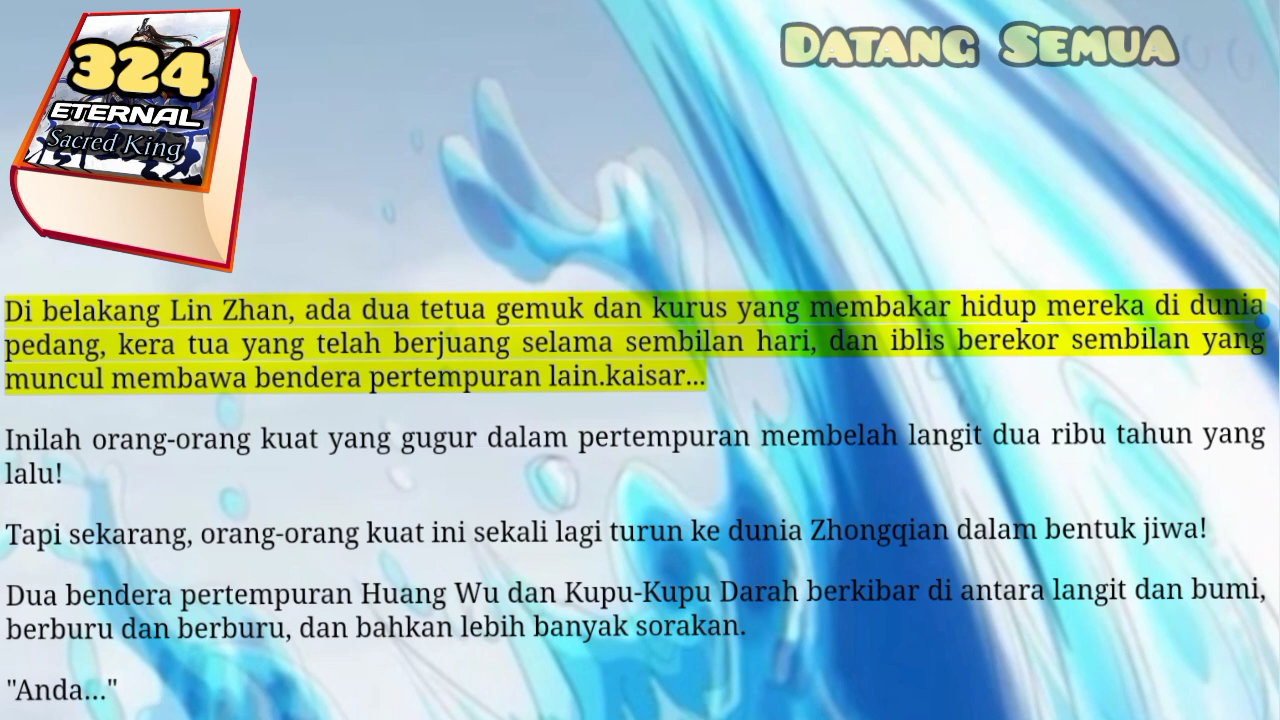 324
ETERNAL
Sacred King
DATANG SEMUA
Di belakang Lin Zhan, ada dua tetua gemuk dan kurus yang membakar hidup mereka di dunia
pedang, kera tua yang telah berjuang selama sembilan hari, dan iblis berekor sembilan yang
muncul membawa bendera pertempuran lain.kaisar...
Inilah orang-orang kuat yang gugur dalam pertempuran membelah langit dua ribu tahun yang
lalu!
Tapi sekarang, orang-orang kuat ini sekali lagi turun ke dunia Zhongqian dalam bentuk jiwa!
Dua bendera pertempuran Huang Wu dan Kupu-Kupu Darah berkibar di antara langit dan bumi,
berburu dan berburu, dan bahkan lebih banyak sorakan.
"Anda..."